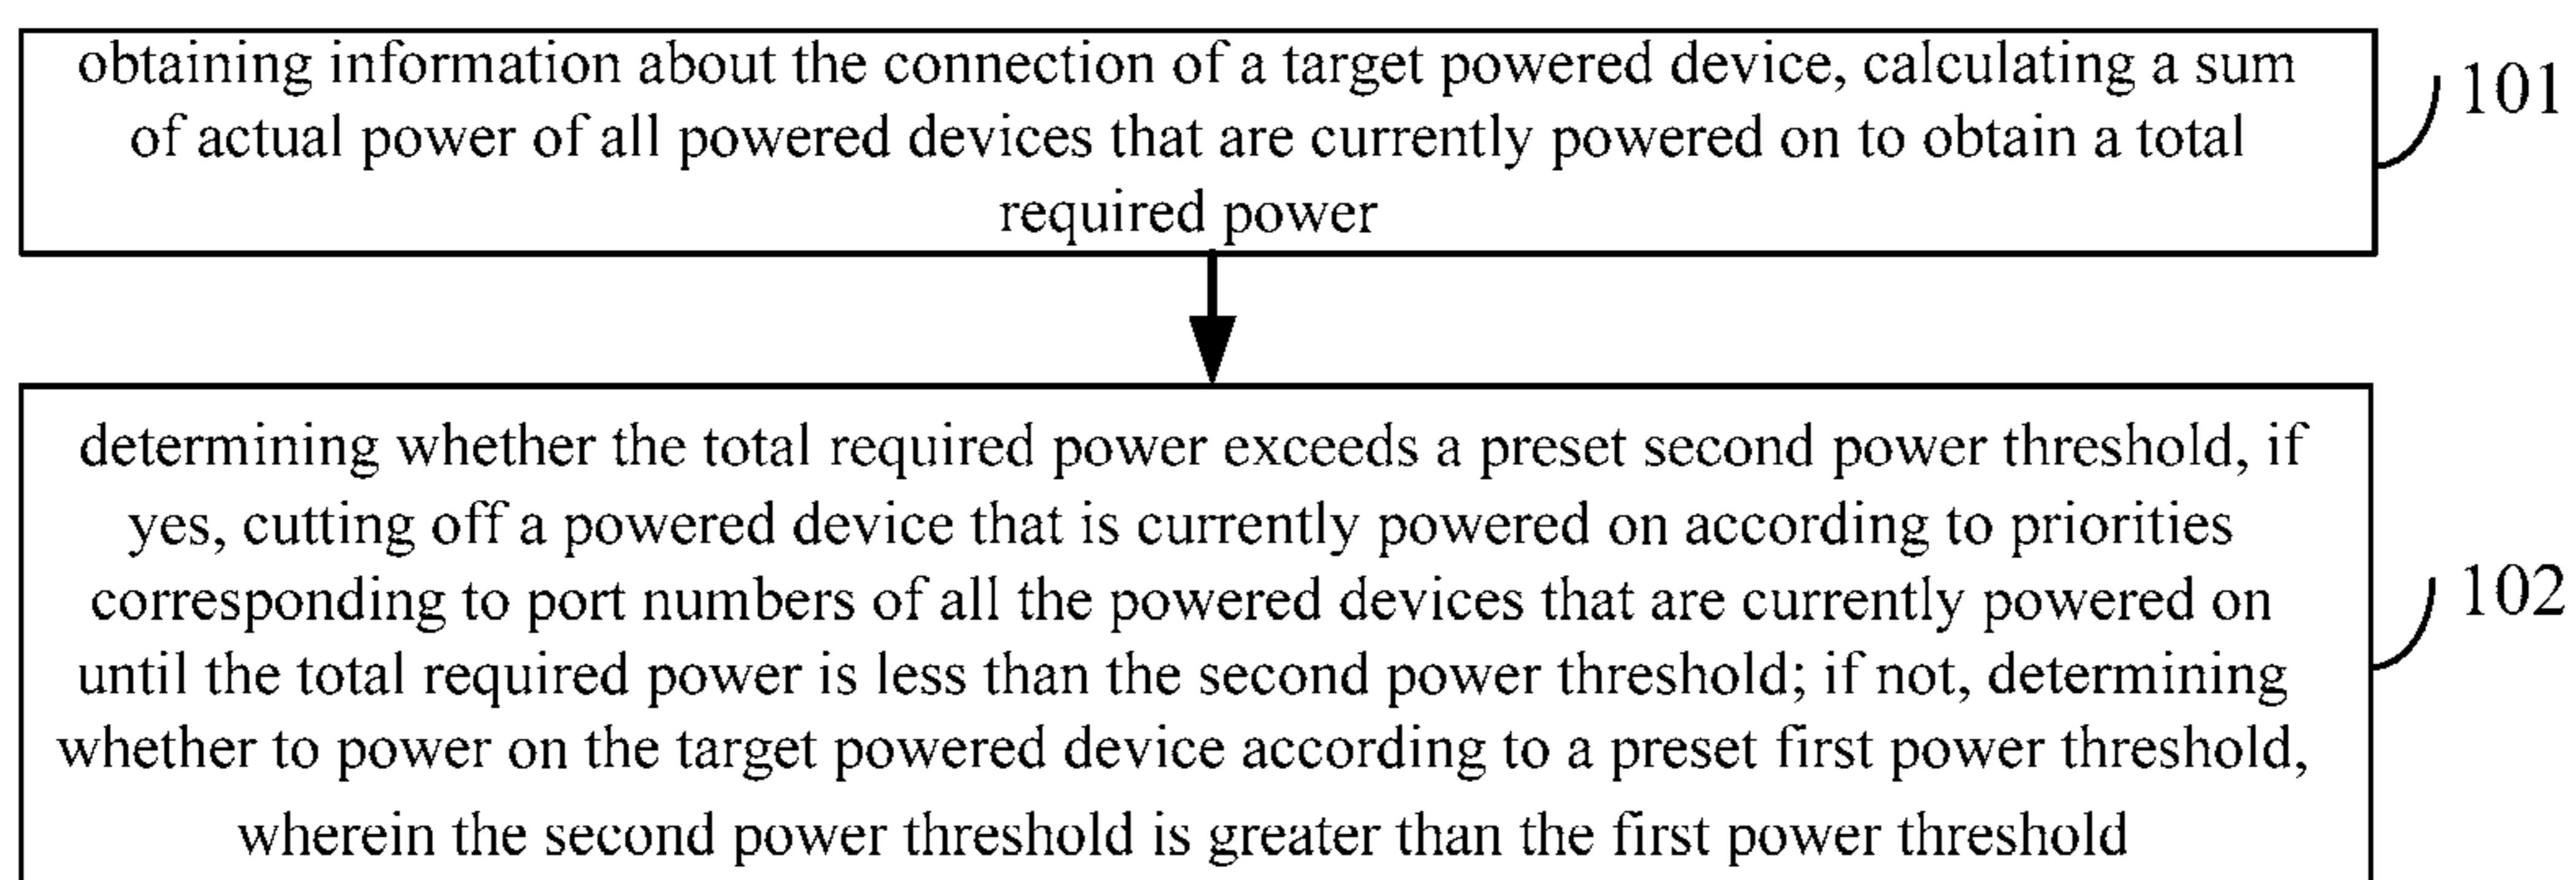 obtaining information about the connection of a target powered device, calculating a sum
of actual power of all powered devices that are currently powered on to obtain a total
required power
101
determining whether the total required power exceeds a preset second power threshold, if
yes, cutting off a powered device that is currently powered on according to priorities
corresponding to port numbers of all the powered devices that are currently powered on
until the total required power is less than the second power threshold; if not, determining
whether to power on the target powered device according to a preset first power threshold,
wherein the second power threshold is greater than the first power threshold
102